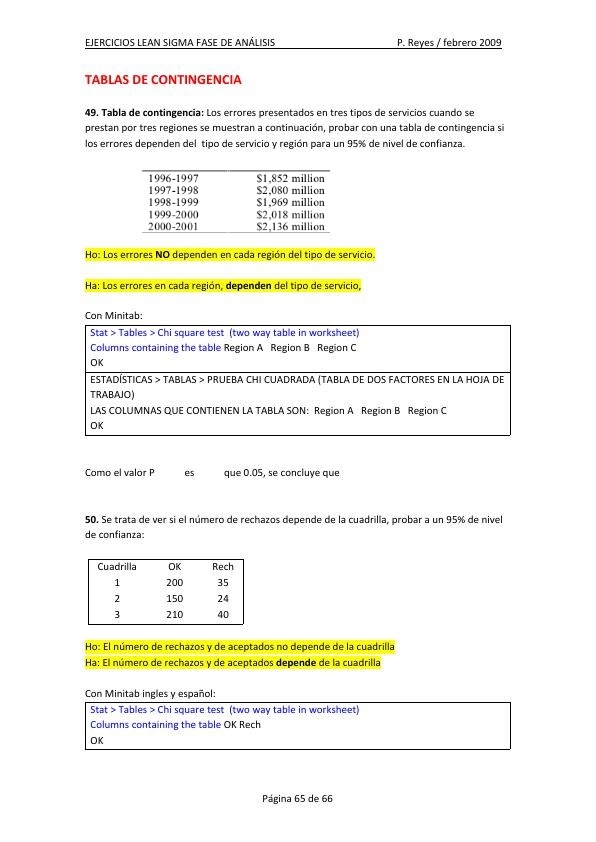 EJERCICIOS LEAN SIGMA FASE DE ANÁLISIS P. Reyes / febrero 2009
TABLAS DE CONTINGENCIA
49. Tabla de contingencia: Los errores presentados en tres tipos de servicios cuando se
prestan por tres regiones se muestran a continuación, probar con una tabla de contingencia si
los errores dependen del tipo de servicio y región para un 95% de nivel de confianza.
1996-1997 $1,852 million
1997-1998 $2,080 million
1998-1999 $1,969 million
1999-2000 $2,018 million
2000-2001 $2,136 million
Ho: Los errores NO dependen en cada región del tipo de servicio.
Ha: Los errores en cada región, dependen del tipo de servicio,
Con Minitab:
Stat > Tables > Chi square test (two way table in worksheet)
Columns containing the table Region A Region B Region C
OK
ESTADÍSTICAS > TABLAS > PRUEBA CHI CUADRADA (TABLA DE DOS FACTORES EN LA HOJA DE
TRABAJO)
LAS COLUMNAS QUE CONTIENEN LA TABLA SON: Region A Region B Region C
OK
Como el valor P es que 0.05, se concluye que
50. Se trata de ver si el número de rechazos depende de la cuadrilla, probar a un 95% de nivel
de confianza:
Cuadrilla OK Rech
1 200 35
2 150 24
3 210 40
Ho: El número de rechazos y de aceptados no depende de la cuadrilla
Ha: El número de rechazos y de aceptados depende de la cuadrilla
Con Minitab ingles y español:
Stat > Tables > Chi square test (two way table in worksheet)
Columns containing the table OK Rech
OK
Página 65 de 66